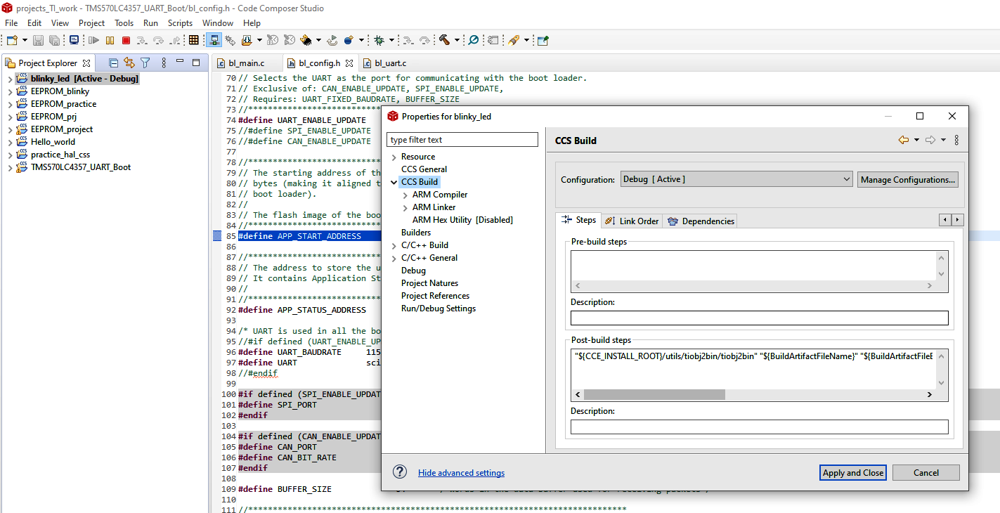 projects_TI_work - TMS570LC4357_UART_Boot/bl_config.h - Code Composer Studio
File Edit View Project Tools Run Scripts Window Help
Project Explorer
blinky_led [Active - Debug]
EEPROM_blinky
EEPROM_practice
EEPROM_prj
EEPROM_project
Hello_world
practice_hal_css
TMS570LC4357_UART_Boot
bl_main.c bl_config.h bl_uart.c
70 // Selects the UART as the port for communicating with the boot loader.
71 // Exclusive of: CAN_ENABLE_UPDATE, SPI_ENABLE_UPDATE,
72 // Requires: UART_FIXED_BAUDRATE, BUFFER_SIZE
73 //****************************
74 #define UART_ENABLE_UPDATE
75 //#define SPI_ENABLE_UPDATE
76 //#define CAN_ENABLE_UPDATE
77
78 //****************************
79 // The starting address of th
80 // bytes (making it aligned t
81 // boot loader).
82 //
83 // The flash image of the boo
84 //****************************
85 #define APP_START_ADDRESS
86
87 //****************************
88 // The address to store the u
89 // It contains Application St
90 //
91 //****************************
92 #define APP_STATUS_ADDRESS
93
94 /* UART is used in all the bo
95 //#if defined (UART_ENABLE_UP
96 #define UART_BAUDRATE 115
97 #define UART sci
98 //#endif
99
100 #if defined (SPI_ENABLE_UPDAT
101 #define SPI_PORT
102 #endif
103
104 #if defined (CAN_ENABLE_UPDAT
105 #define CAN_PORT
106 #define CAN_BIT_RATE
107 #endif
108
109 #define BUFFER_SIZE
110
111 //*****************************************************************************
Properties for blinky_led
type filter text
Resource
CCS General
CCS Build
ARM Compiler
ARM Linker
ARM Hex Utility [Disabled]
Builders
C/C++ Build
C/C++ General
Debug
Project Natures
Project References
Run/Debug Settings
CCS Build
Configuration: Debug [ Active ] Manage Configurations...
Steps Link Order Dependencies
Pre-build steps
Description:
Post-build steps
"${CCE_INSTALL_ROOT}/utils/tiobj2bin/tiobj2bin" "${BuildArtifactFileName}" "${BuildArtifactFileE
Description:
Hide advanced settings
Apply and Close Cancel